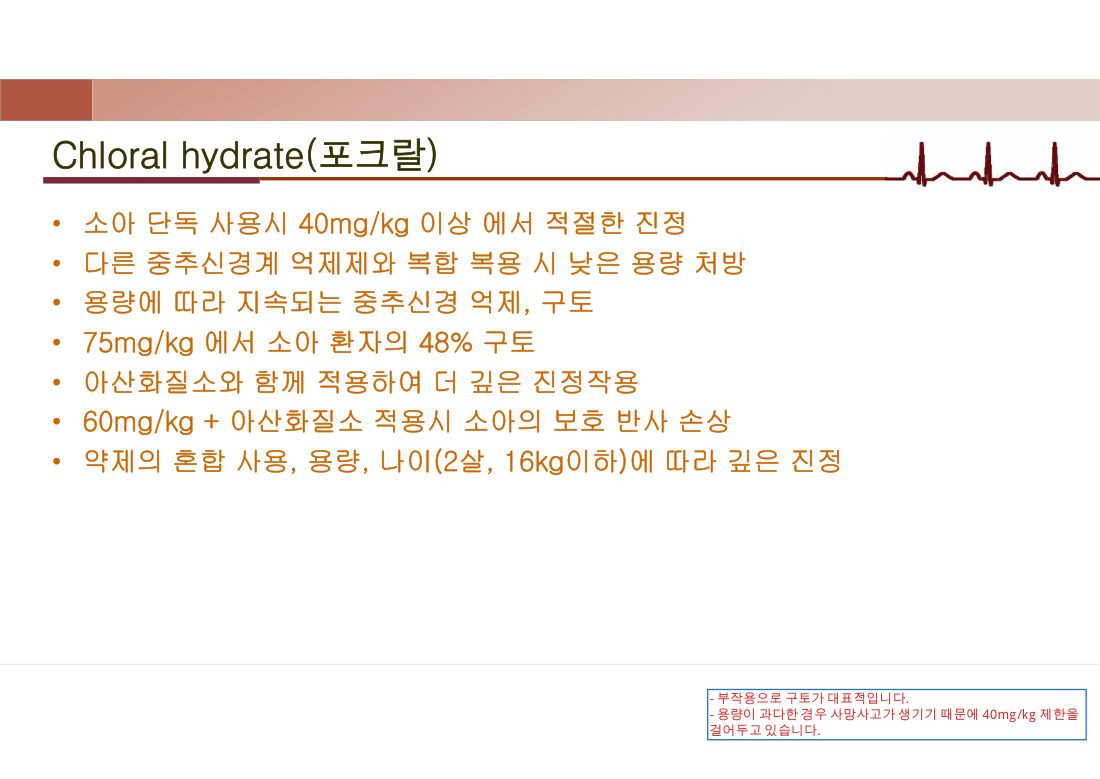 Chloral hydrate(포크랄)
• 소아 단독 사용시 40mg/kg 이상 에서 적절한 진정
• 다른 중추신경계 억제제와 복합 복용 시 낮은 용량 처방
• 용량에 따라 지속되는 중추신경 억제, 구토
• 75mg/kg 에서 소아 환자의 48% 구토
• 아산화질소와 함께 적용하여 더 깊은 진정작용
• 60mg/kg + 아산화질소 적용시 소아의 보호 반사 손상
• 약제의 혼합 사용, 용량, 나이(2살, 16kg이하)에 따라 깊은 진정
- 부작용으로 구토가 대표적입니다.
- 용량이 과다한 경우 사망사고가 생기기 때문에 40mg/kg 제한을
걸어두고 있습니다.